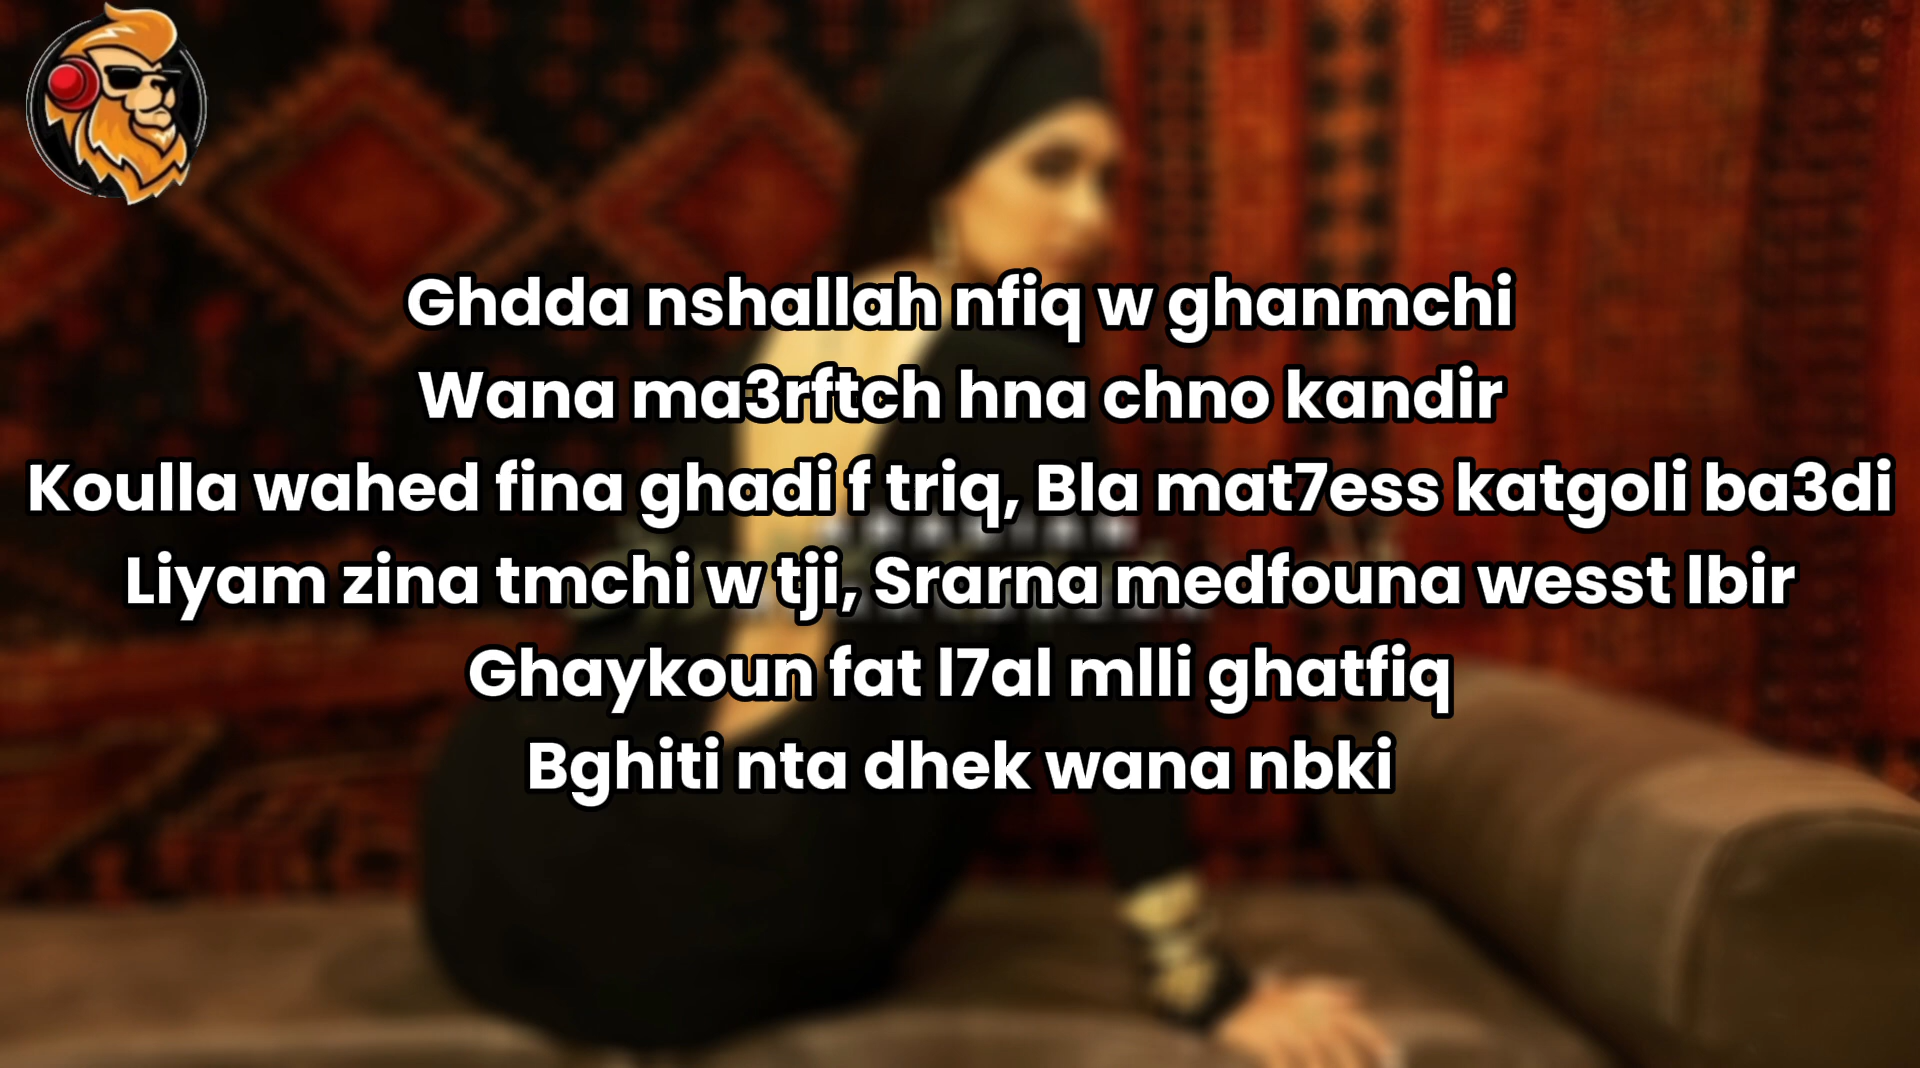 Ghdda nshallah nfiq w ghanmchi
Wana ma3rftch hna chno kandir
Koulla wahed fina ghadi f triq, Bla mat7ess katgoli ba3di
Liyam zina tmchi w tji, Srarna medfouna wesst lbir
Ghaykoun fat l7al mlli ghatfiq
Bghiti nta dhek wana nbki